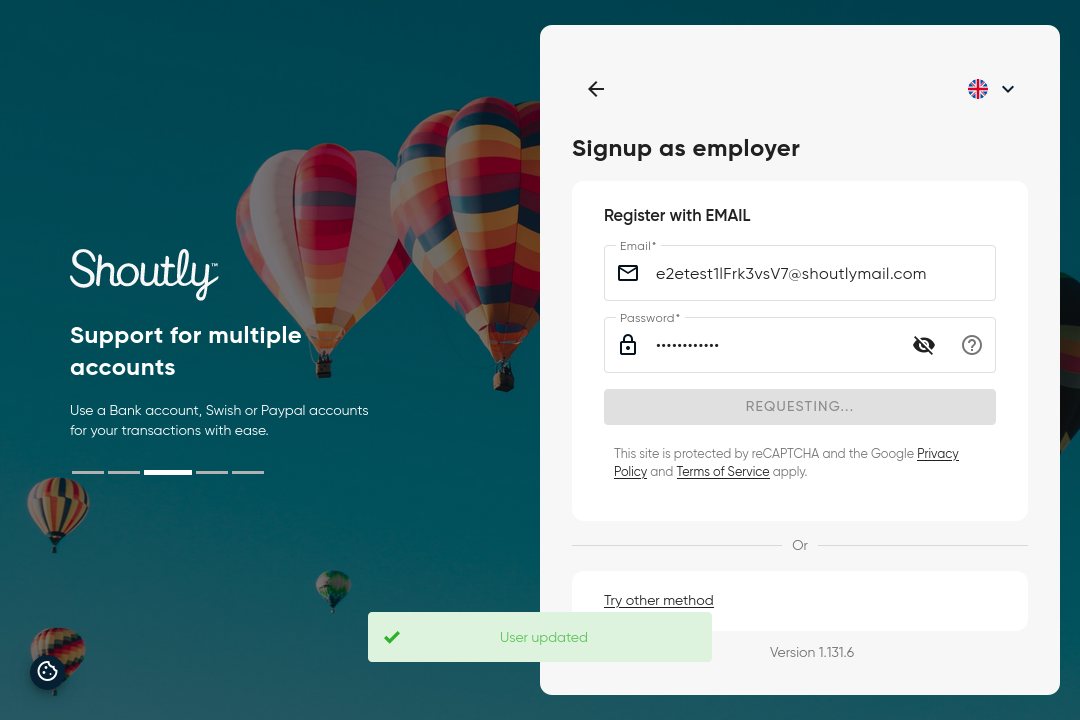 Shoutly™
Support for multiple
accounts
Use a Bank account, Swish or Paypal accounts
for your transactions with ease.
Signup as employer
Register with EMAIL
Email*
e2etest1lFrk3vsV7@shoutlymail.com
Password*
••••••••••••
REQUESTING...
This site is protected by reCAPTCHA and the Google Privacy
Policy and Terms of Service apply.
Or
Try other method
User updated
Version 1.131.6